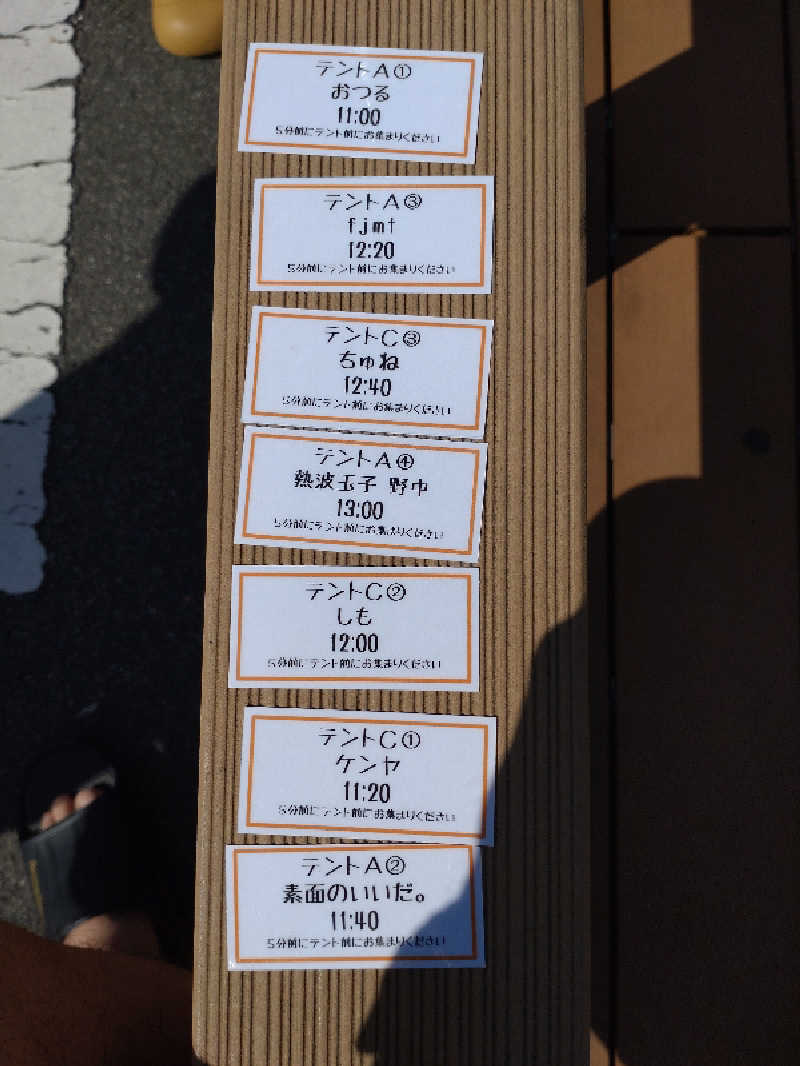 テントA①
おつる
11:00
5分前にテント前にお集まりください
テントA③
fjmf
12:20
5分前にテント前にお集まりください
テントC③
ちゅね
12:40
5分前にテント前にお集まりください
テントA④
熱波玉子 野中
13:00
5分前にテント前にお集まりください
テントC②
しも
12:00
5分前にテント前にお集まりください
テントC①
ケンヤ
11:20
5分前にテント前にお集まりください
テントA②
素面のいいだ。
11:40
5分前にテント前にお集まりください